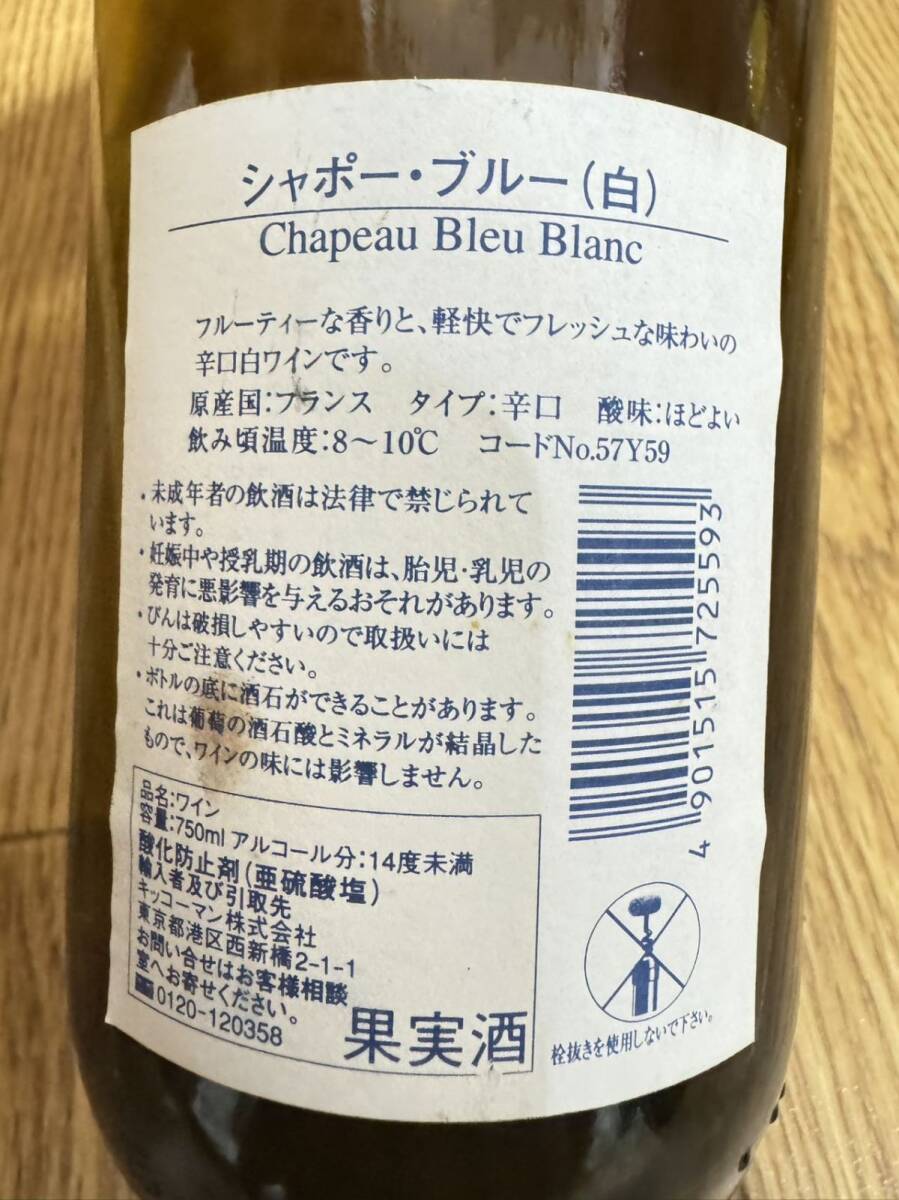 シャポー・ブルー(白)
Chapeau Bleu Blanc
フルーティーな香りと、軽快でフレッシュな味わいの
辛口白ワインです。
原産国:フランス タイプ:辛口 酸味:ほどよい
飲み頃温度:8～10℃ コードNo.57Y59
・未成年者の飲酒は法律で禁じられて
います。
・妊娠中や授乳期の飲酒は、胎児・乳児の
発育に悪影響を与えるおそれがあります。
・びんは破損しやすいので取扱いには
十分ご注意ください。
・ボトルの底に酒石ができることがあります。
これは葡萄の酒石酸とミネラルが結晶した
もので、ワインの味には影響しません。
4 901515 725593
品名:ワイン
容量:750ml アルコール分:14度未満
酸化防止剤(亜硫酸塩)
輸入者及び引取先
キッコーマン株式会社
東京都港区西新橋2-1-1
お問い合せはお客様相談
室へお寄せください。
0120-120358
果実酒
栓抜きを使用しないで下さい。